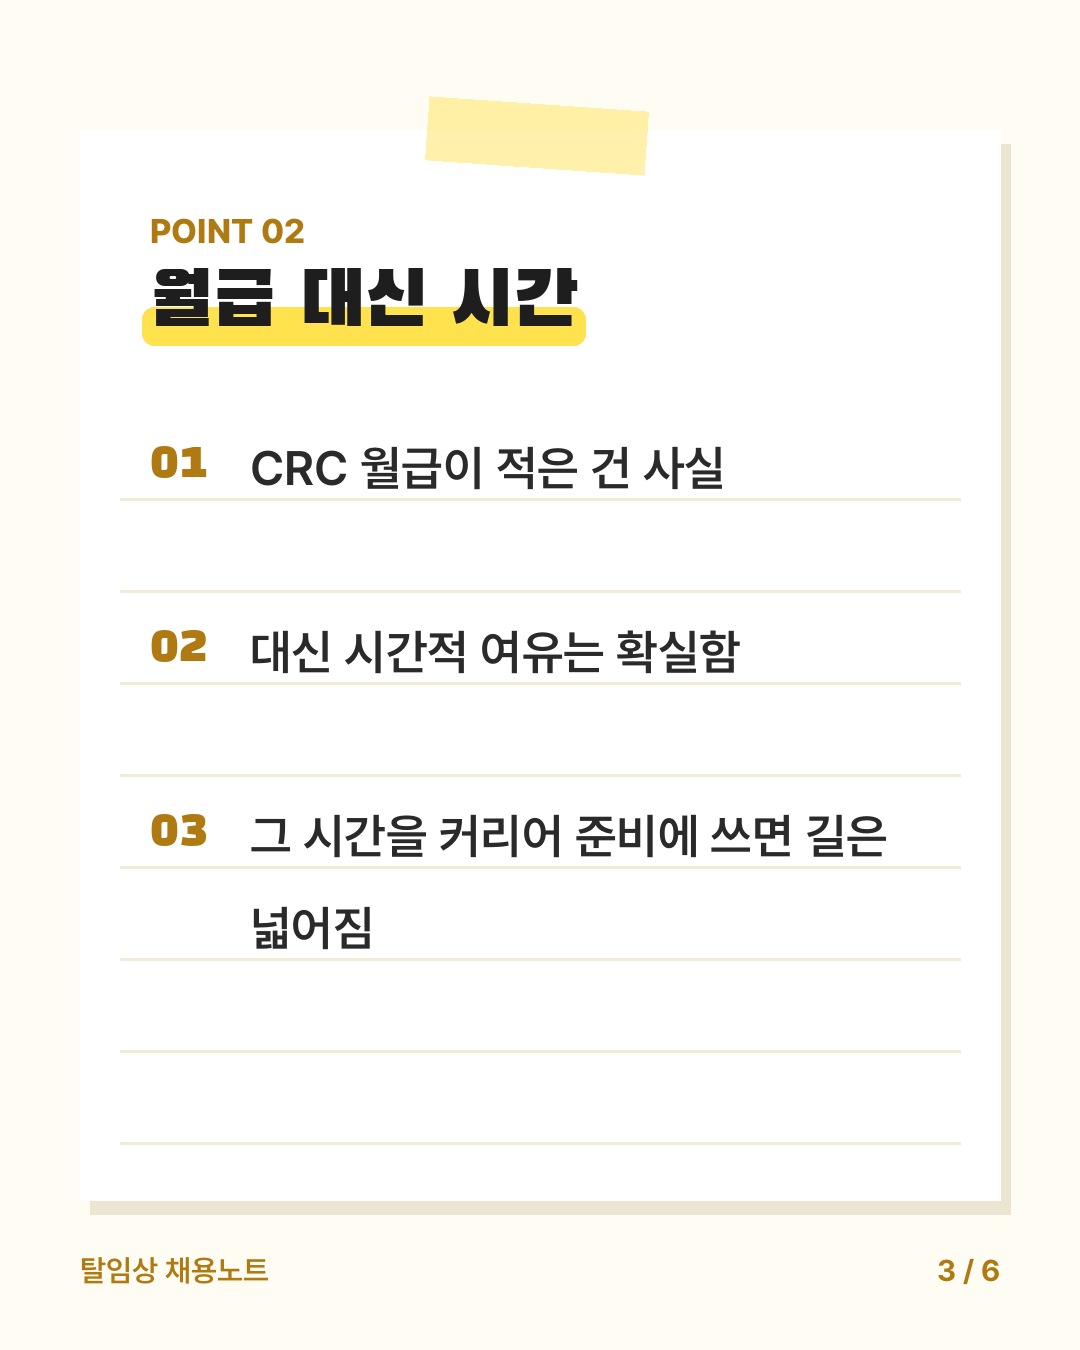 POINT 02
월급 대신 시간
01 CRC 월급이 적은 건 사실
02 대신 시간적 여유는 확실함
03 그 시간을 커리어 준비에 쓰면 길은
넓어짐
탈임상 채용노트
3 / 6